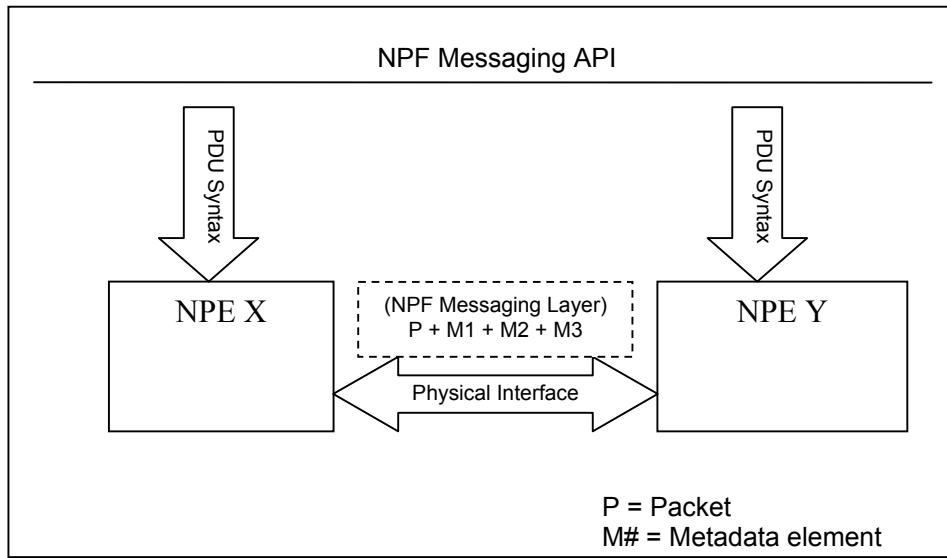 NPF Messaging API
PDU Syntax
PDU Syntax
NPE X
(NPF Messaging Layer)
P + M1 + M2 + M3
NPE Y
Physical Interface
P = Packet
M# = Metadata element